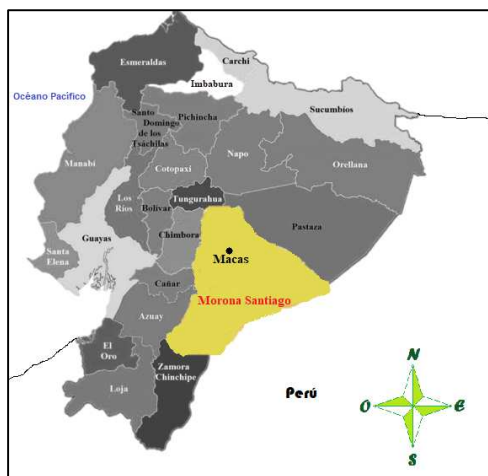 Esmeraldas
Carchi
Imbabura
Océano Pacífico
Sucumbíos
Santo
Domingo
de los
Tsáchilas
Pichincha
Manabí
Cotopaxi
Napo
Orellana
Los
Ríos
Bolívar
Tungurahua
Guayas
Chimbora
Pastaza
Santa
Elena
Macas
Cañar
Morona Santiago
Azuay
El
Oro
Zamora
Chinchipe
Loja
Perú
N
O
E
S